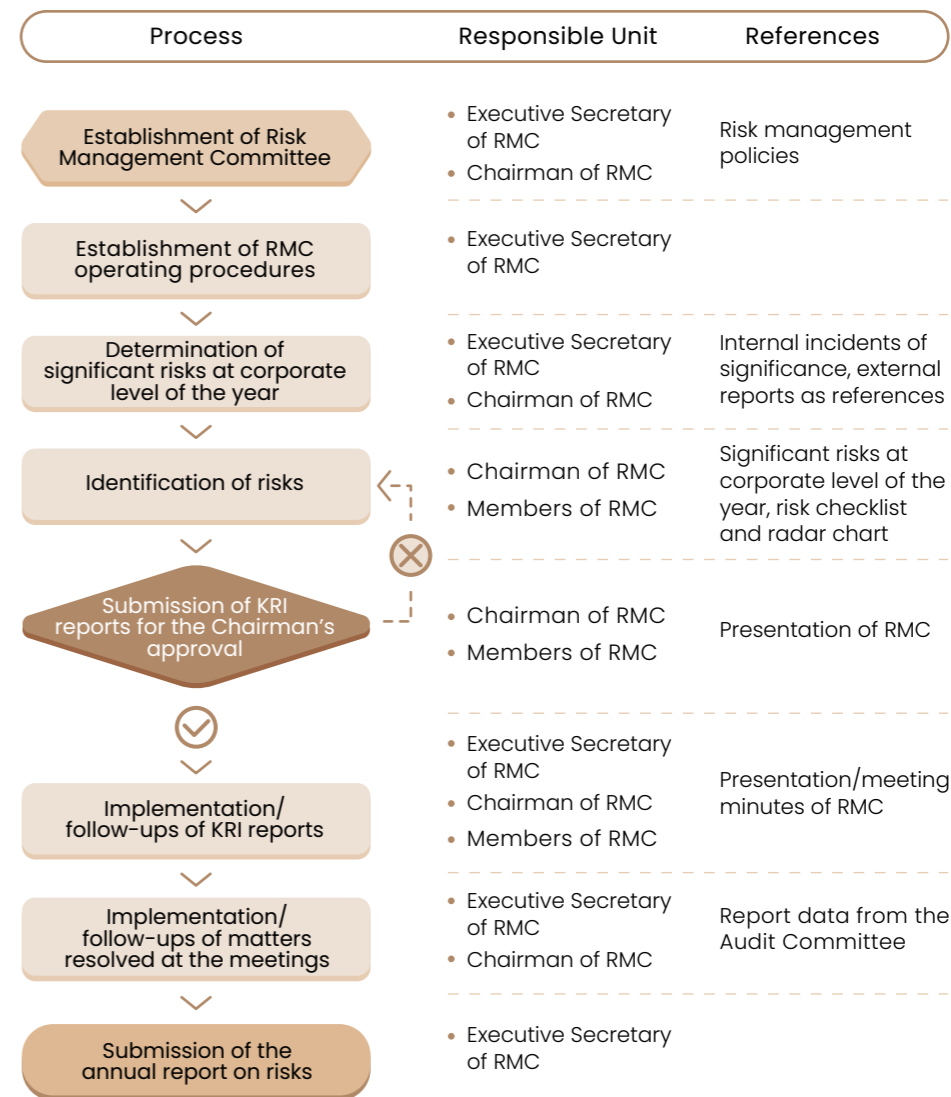 Process Responsible Unit References
Establishment of Risk
Management Committee
• Executive Secretary
of RMC
• Chairman of RMC
Risk management
policies
Establishment of RMC
operating procedures
• Executive Secretary
of RMC
Determination of
significant risks at corporate
level of the year
• Executive Secretary
of RMC
• Chairman of RMC
Internal incidents of
significance, external
reports as references
Identification of risks
• Chairman of RMC
• Members of RMC
Significant risks at
corporate level of the
year, risk checklist
and radar chart
Submission of KRI
reports for the Chairman’s
approval
• Chairman of RMC
• Members of RMC
Presentation of RMC
Implementation/
follow-ups of KRI reports
• Executive Secretary
of RMC
• Chairman of RMC
• Members of RMC
Presentation/meeting
minutes of RMC
Implementation/
follow-ups of matters
resolved at the meetings
• Executive Secretary
of RMC
• Chairman of RMC
Report data from the
Audit Committee
Submission of the
annual report on risks
• Executive Secretary
of RMC